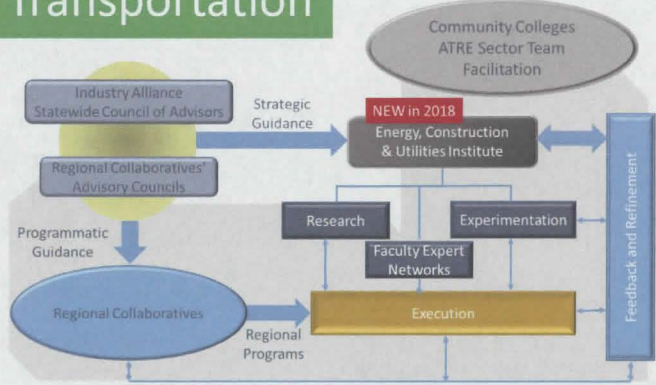 Transportation
Community Colleges
ATRE Sector Team
Facilitation
Industry Alliance
Statewide Council of Advisors
Strategic
Guidance
NEW in 2018
Energy, Construction
& Utilities Institute
Regional Collaboratives'
Advisory Councils
Research
Experimentation
Programmatic
Guidance
Faculty Expert
Networks
Feedback and Refinement
Regional Collaboratives
Execution
Regional
Programs